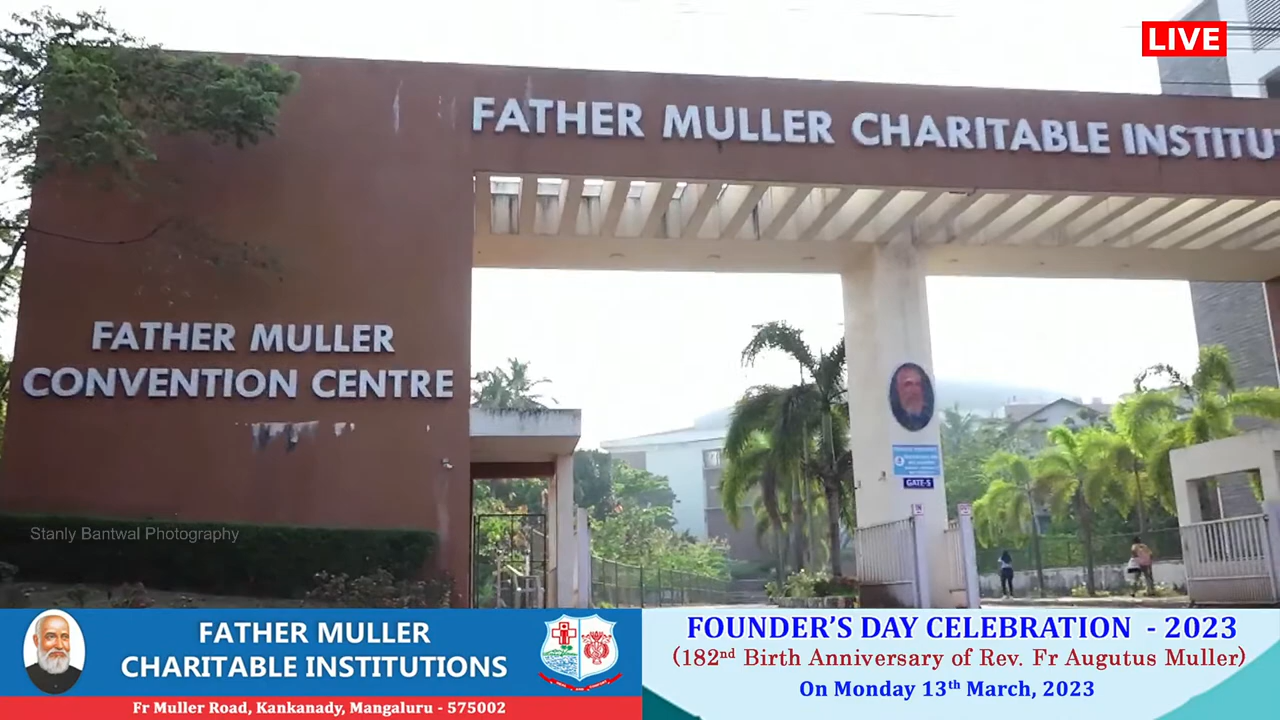 LIVE
FATHER MULLER CHARITABLE INSTITU
FATHER MULLER
CONVENTION CENTRE
GATE-5
Stanly Bantwal Photography
FATHER MULLER
CHARITABLE INSTITUTIONS
Fr Muller Road, Kankanady, Mangaluru - 575002
FOUNDER'S DAY CELEBRATION - 2023
(182nd Birth Anniversary of Rev. Fr Augutus Muller)
On Monday 13th March, 2023